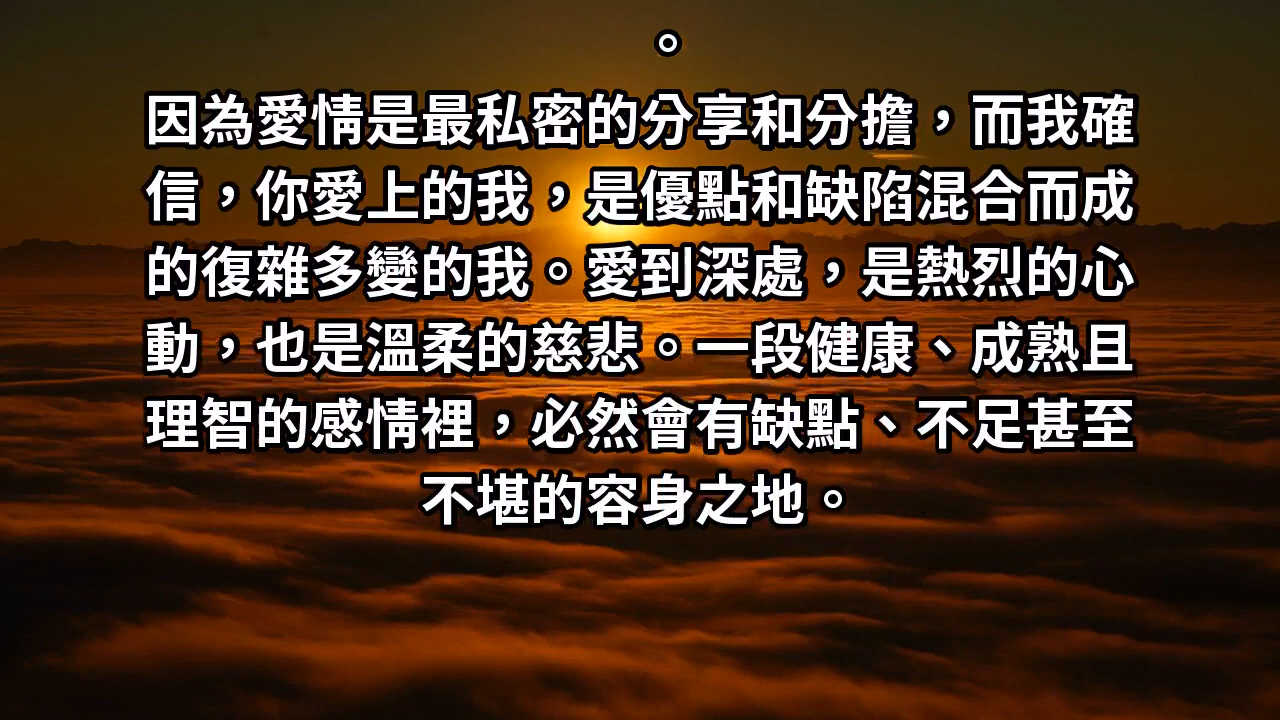 。
因為愛情是最私密的分享和分擔，而我確
信，你愛上的我，是優點和缺陷混合而成
的復雜多變的我。愛到深處，是熱烈的心
動，也是溫柔的慈悲。一段健康、成熟且
理智的感情裡，必然會有缺點、不足甚至
不堪的容身之地。